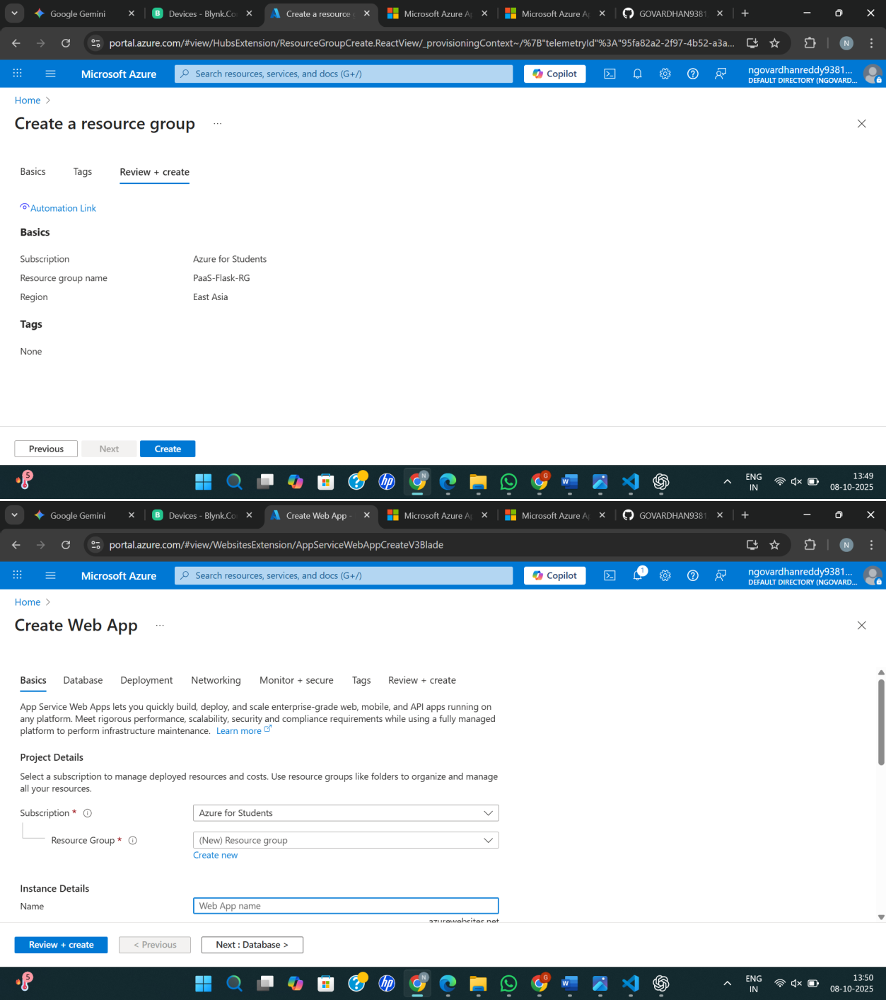 Google Gemini
Devices - Blynk.Co
Create a resource
Microsoft Azure Ap
Microsoft Azure Ap
GOVARDHAN9381
portal.azure.com/#view/HubsExtension/ResourceGroupCreate.ReactView/_provisioningContext~/%7B"telemetryId"%3A"95fa82a2-2f97-4b52-a3a...
N
Microsoft Azure
Search resources, services, and docs (G+/)
Copilot
ngovardhanreddy9381...
DEFAULT DIRECTORY (NGOVARD...
Home >
Create a resource group ...
Basics
Tags
Review + create
Automation Link
Basics
Subscription Azure for Students
Resource group name PaaS-Flask-RG
Region East Asia
Tags
None
Previous
Next
Create
5
hp
N
G
W
ENG
IN
13:49
08-10-2025
Google Gemini
Devices - Blynk.Co
Create Web App -
Microsoft Azure Ap
Microsoft Azure Ap
GOVARDHAN9381
portal.azure.com/#view/WebsitesExtension/AppServiceWebAppCreateV3Blade
N
Microsoft Azure
Search resources, services, and docs (G+/)
Copilot
1
ngovardhanreddy9381...
DEFAULT DIRECTORY (NGOVARD...
Home >
Create Web App ...
Basics
Database
Deployment
Networking
Monitor + secure
Tags
Review + create
App Service Web Apps lets you quickly build, deploy, and scale enterprise-grade web, mobile, and API apps running on
any platform. Meet rigorous performance, scalability, security and compliance requirements while using a fully managed
platform to perform infrastructure maintenance. Learn more
Project Details
Select a subscription to manage deployed resources and costs. Use resource groups like folders to organize and manage
all your resources.
Subscription * Azure for Students
Resource Group * (New) Resource group
Create new
Instance Details
Name Web App name
azurewebsites.net
Review + create
< Previous
Next : Database >
5
hp
N
G
W
ENG
IN
13:50
08-10-2025